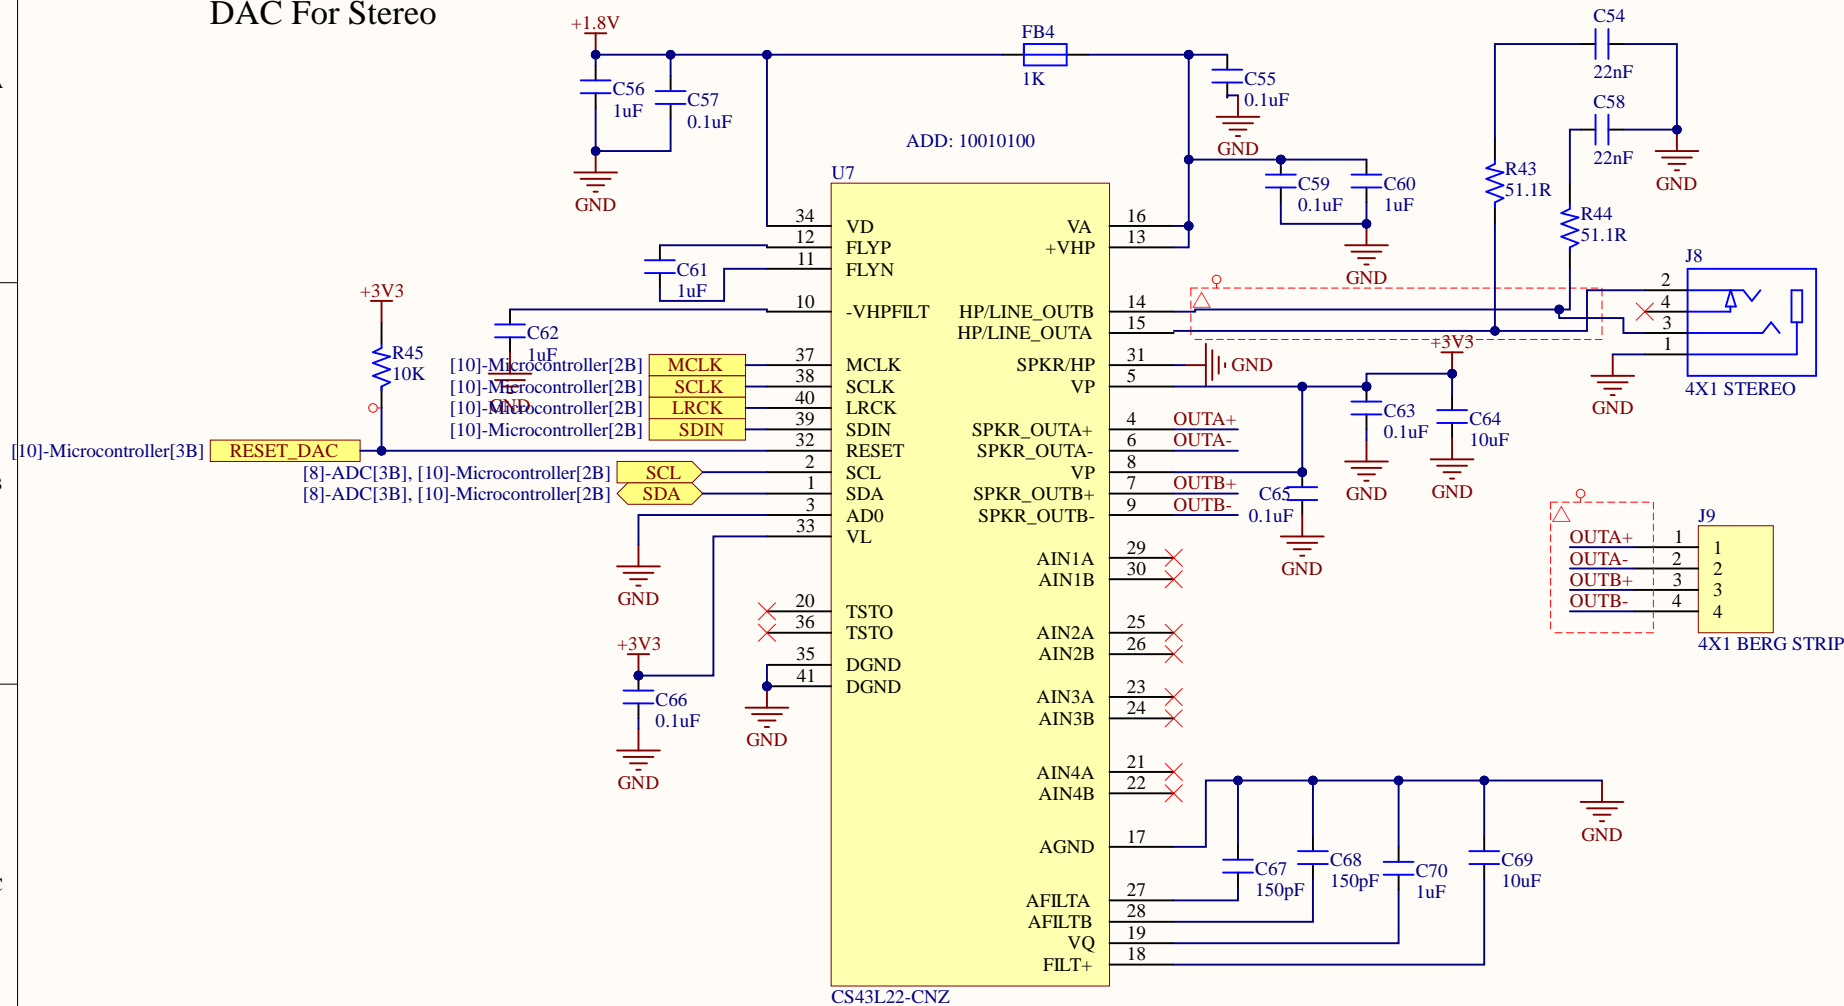 DAC For Stereo
+1.8V
C56
1uF
C57
0.1uF
GND
FB4
1K
C55
0.1uF
GND
C54
22nF
C58
22nF
GND
ADD: 10010100
R43
51.1R
R44
51.1R
C59
0.1uF
C60
1uF
GND
U7
34 VD
12 FLYP
11 FLYN
10 -VHPFILT
37 MCLK
38 SCLK
40 LRCK
39 SDIN
32 RESET
2 SCL
1 SDA
3 AD0
33 VL
20 TSTO
36 TSTO
35 DGND
41 DGND
VA 16
+VHP 13
HP/LINE_OUTB 14
HP/LINE_OUTA 15
SPKR/HP 31
VP 5
SPKR_OUTA+ 4
SPKR_OUTA- 6
VP 8
SPKR_OUTB+ 7
SPKR_OUTB- 9
AIN1A 29
AIN1B 30
AIN2A 25
AIN2B 26
AIN3A 23
AIN3B 24
AIN4A 21
AIN4B 22
AGND 17
AFILTA 27
AFILTB 28
VQ 19
FILT+ 18
CS43L22-CNZ
C61
1uF
C62
1uF
GND
+3V3
R45
10K
[10]-Microcontroller[2B] MCLK
[10]-Microcontroller[2B] SCLK
[10]-Microcontroller[2B] LRCK
[10]-Microcontroller[2B] SDIN
[10]-Microcontroller[3B] RESET_DAC
[8]-ADC[3B], [10]-Microcontroller[2B] SCL
[8]-ADC[3B], [10]-Microcontroller[2B] SDA
GND
+3V3
C66
0.1uF
GND
GND
GND
OUTA+
OUTA-
OUTB+
OUTB-
+3V3
C63
0.1uF
GND
C64
10uF
GND
C65
0.1uF
GND
J8
2
4
3
1
4X1 STEREO
GND
J9
OUTA+ 1 1
OUTA- 2 2
OUTB+ 3 3
OUTB- 4 4
4X1 BERG STRIP
GND
C67
150pF
C68
150pF
C70
1uF
C69
10uF